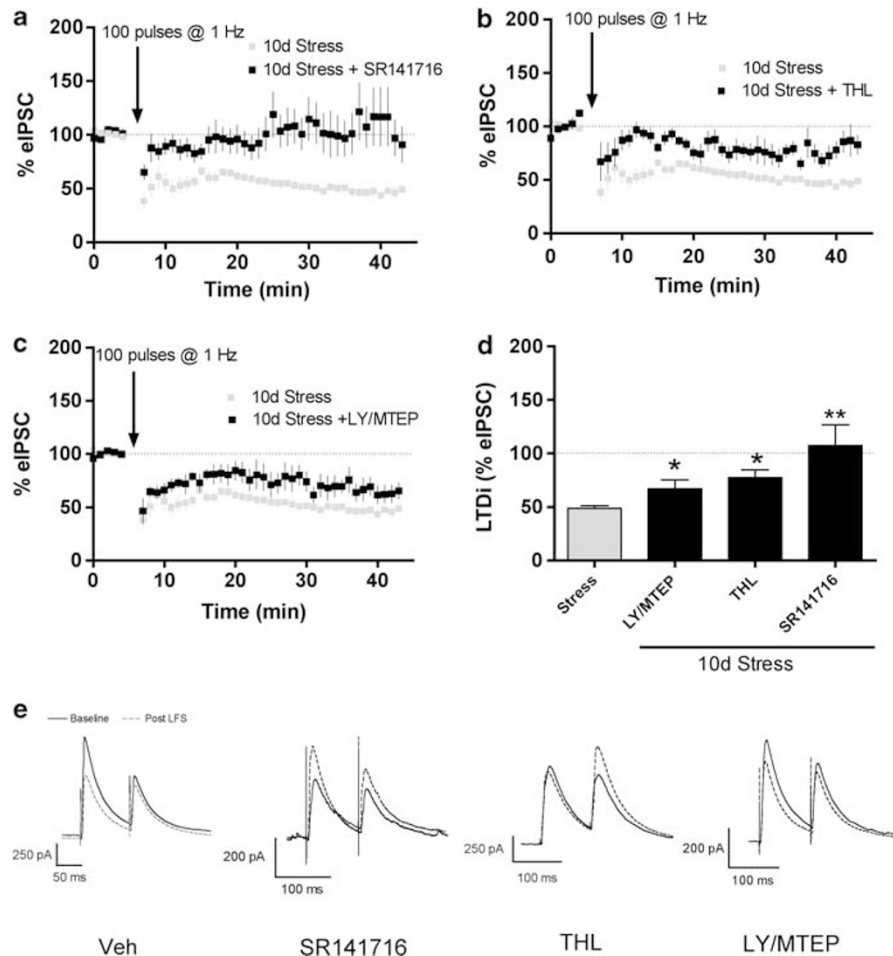 a
100 pulses @ 1 Hz
10d Stress
10d Stress + SR141716
200
150
100
50
0
% eIPSC
0 10 20 30 40
Time (min)
b
100 pulses @ 1 Hz
10d Stress
10d Stress + THL
200
150
100
50
0
% eIPSC
0 10 20 30 40
Time (min)
c
100 pulses @ 1 Hz
10d Stress
10d Stress +LY/MTEP
200
150
100
50
0
% eIPSC
0 10 20 30 40
Time (min)
d
200
150
100
50
0
LTDi (% eIPSC)
* * **
Stress
LY/MTEP
THL
SR141716
10d Stress
e
Baseline Post LFS
250 pA
50 ms
200 pA
100 ms
250 pA
100 ms
200 pA
100 ms
Veh SR141716 THL LY/MTEP